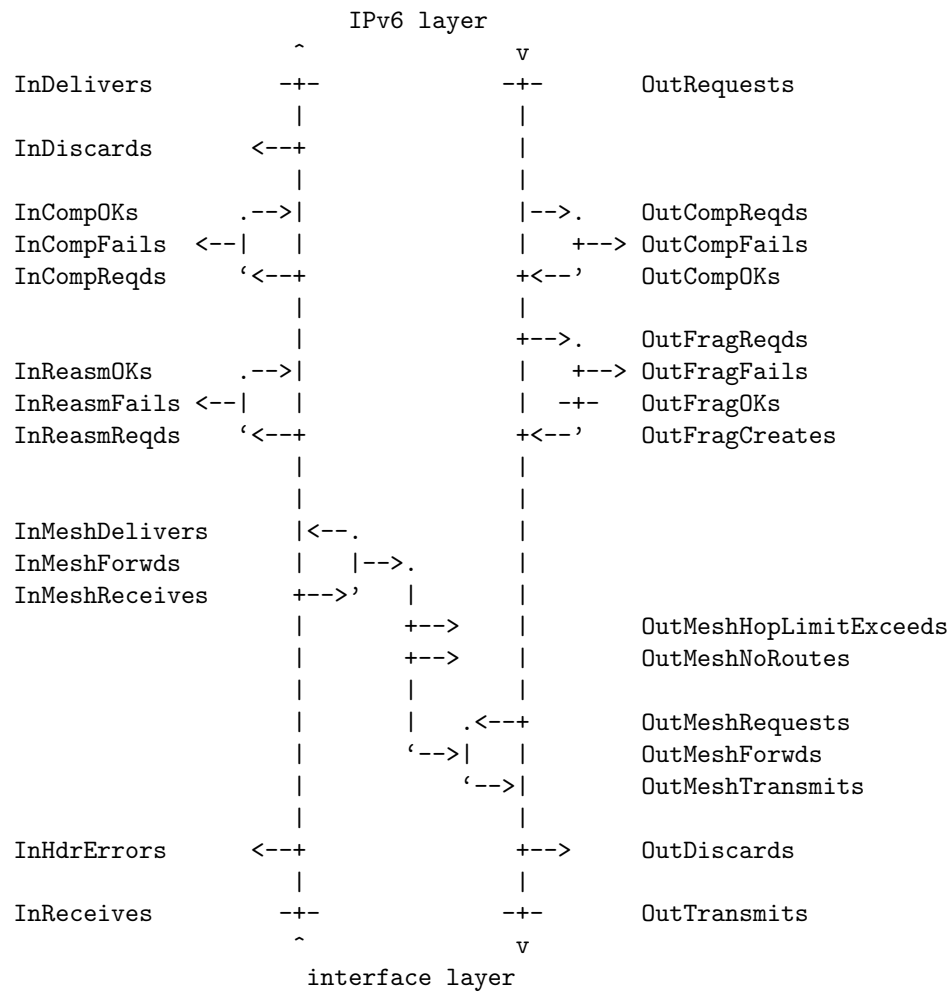 IPv6 layer
                      ^                v
InDelivers           -+-              -+-        OutRequests
                      |                |
InDiscards         <--+                |
                      |                |
InCompOKs         .-->|                |-->.     OutCompReqds
InCompFails    <--|   |                |   +-->  OutCompFails
InCompReqds       ‘<--+                +<--’     OutCompOKs
                      |                |
                      |                +-->.     OutFragReqds
InReasmOKs        .-->|                |   +-->  OutFragFails
InReasmFails   <--|   |                |  -+-    OutFragOKs
InReasmReqds      ‘<--+                +<--’     OutFragCreates
                      |                |
                      |                |
InMeshDelivers        |<--.            |
InMeshForwds          |   |-->.        |
InMeshReceives        +-->’   |        |
                      |       +-->     |         OutMeshHopLimitExceeds
                      |       +-->     |         OutMeshNoRoutes
                      |       |        |
                      |       |    .<--+         OutMeshRequests
                      |       ‘-->|    |         OutMeshForwds
                      |           ‘-->|          OutMeshTransmits
                      |                |
InHdrErrors        <--+                +-->      OutDiscards
                      |                |
InReceives           -+-              -+-        OutTransmits
                      ^                v
                       interface layer